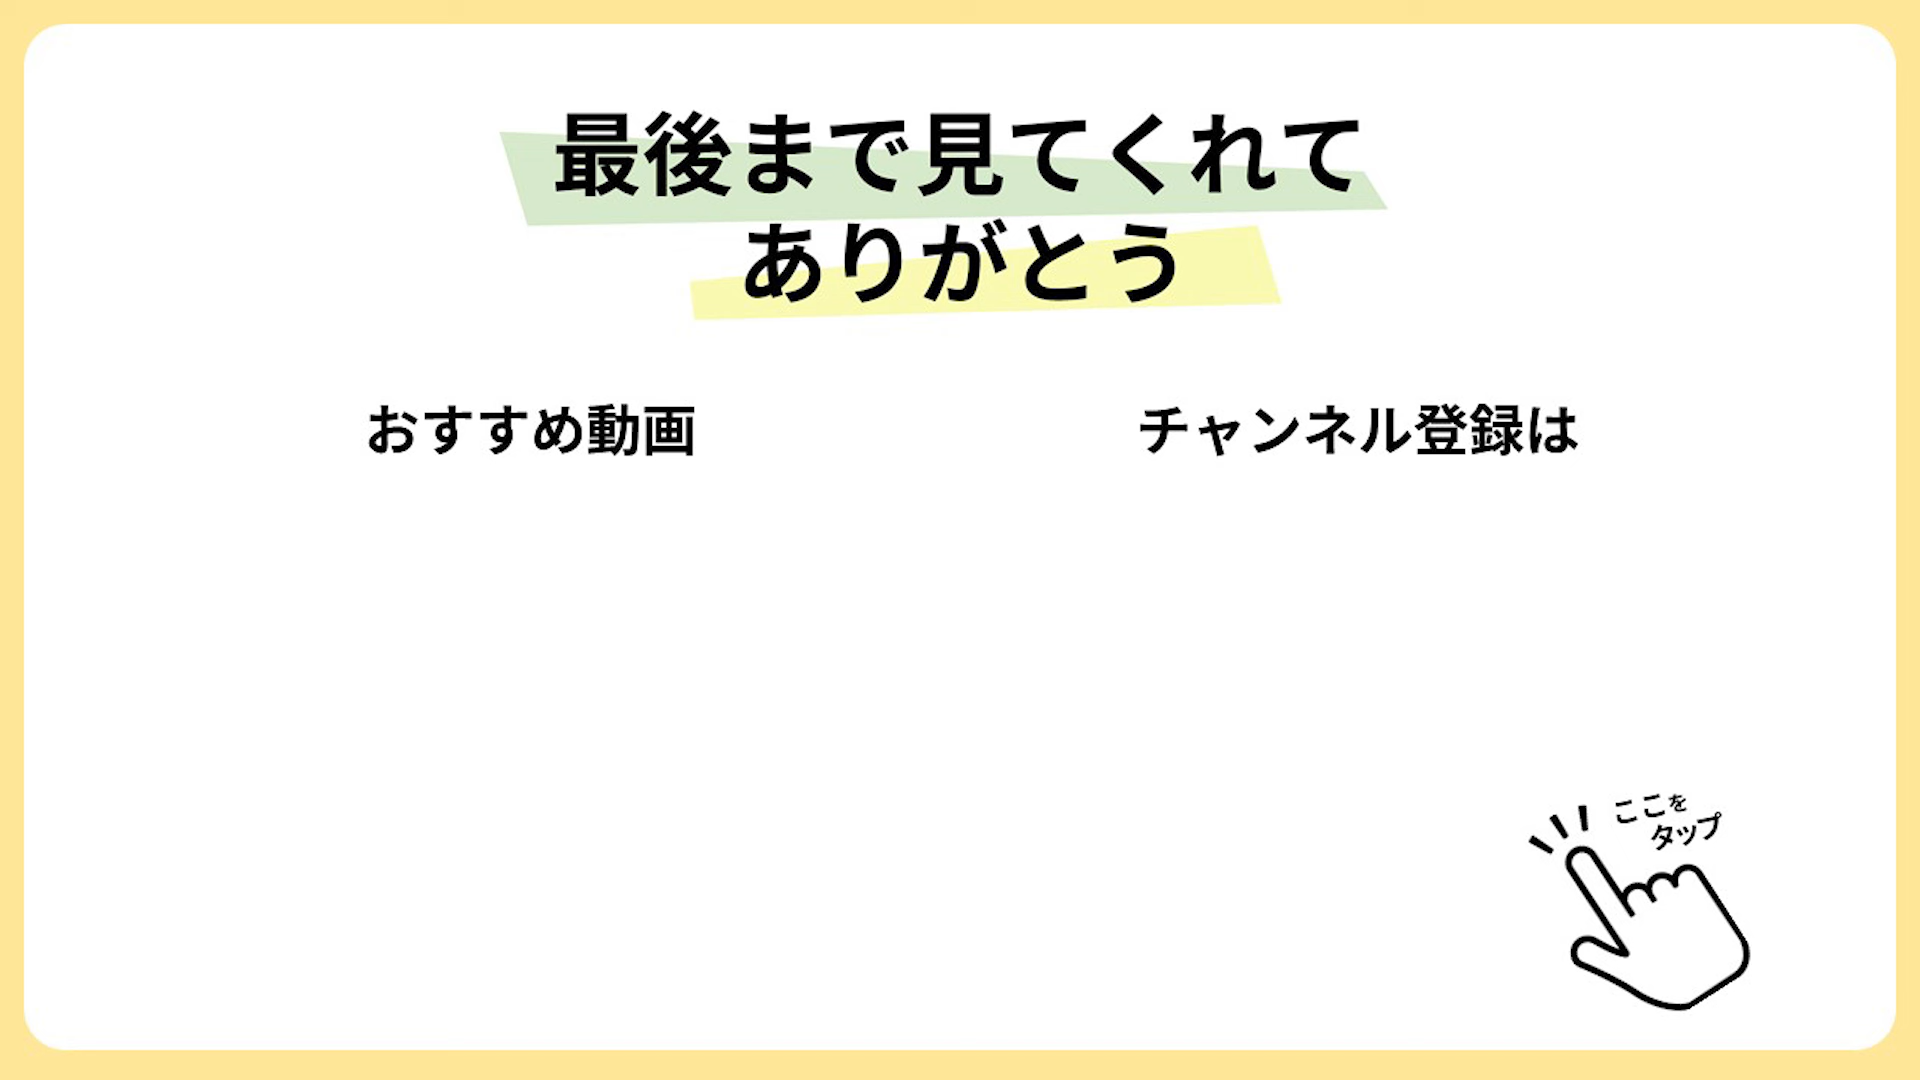 最後まで見てくれて
ありがとう
おすすめ動画
チャンネル登録は
ここを
タップ